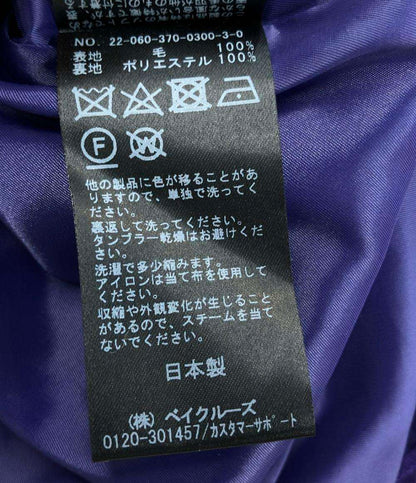 NO. 22-060-370-0300-3-0
表地 毛 100%
裏地 ポリエステル 100%
F W
他の製品に色が移ることがあ
りますので、単独で洗ってく
ださい。
裏返して洗ってください。
タンブラー乾燥はお避けくだ
さい。
洗濯で多少縮みます。
アイロンは当て布を使用して
ください。
収縮や外観変化が生じること
があるので、スチームを当て
ないでください。
日本製
(株) ベイクルーズ
0120-301457/カスタマーサポート